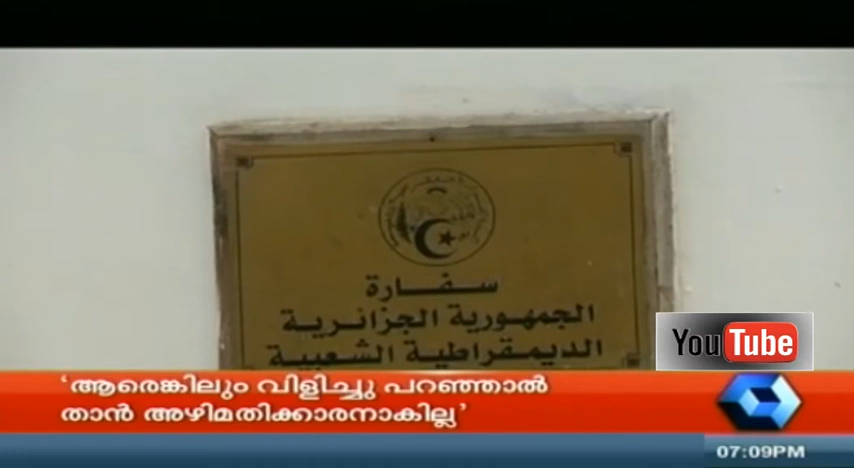 سفارة
الجمهورية الجزائرية
الديمقراطية الشعبية
YouTube
‘ആരെങ്കിലും വിളിച്ചു പറഞ്ഞാൽ
താൻ അഴിമതിക്കാരനാകില്ല’
07:09PM